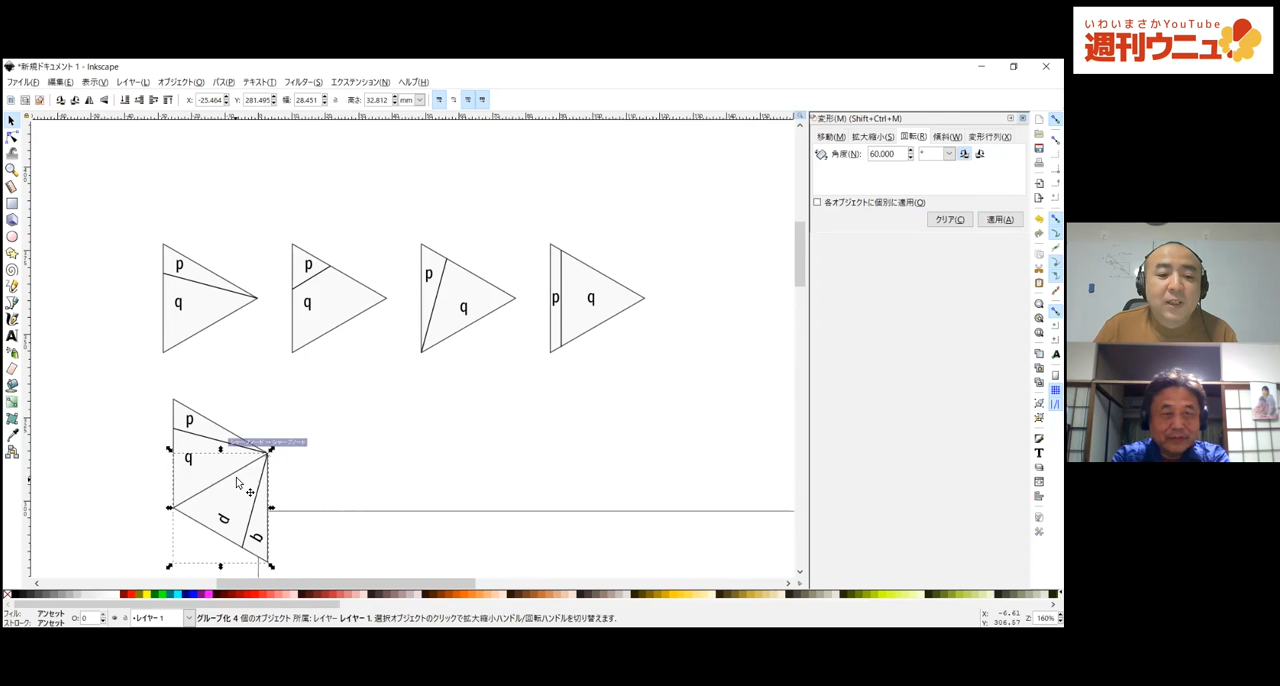 いわいまさかYouTube
週刊ウニュ
*新規ドキュメント 1 - Inkscape
ファイル(F) 編集(E) 表示(V) レイヤー(L) オブジェクト(O) パス(P) テキスト(T) フィルター(S) エクステンション(N) ヘルプ(H)
X: -25.464 Y: 281.495 幅: 28.451 高さ: 32.812 mm
変形(M) (Shift+Ctrl+M)
移動(M) 拡大縮小(S) 回転(R) 傾斜(W) 変形行列(X)
角度(N): 60.000 °
各オブジェクトに個別に適用(O)
クリア(C) 適用(A)
p p p p
q q q q
p
q
q
p
フィル: アンセット
ストローク: アンセット
O: 0
レイヤー 1
グループ化 4 個のオブジェクト 所属: レイヤー レイヤー 1. 選択オブジェクトのクリックで拡大縮小ハンドル/回転ハンドルを切り替えます.
X: -6.61
Y: 306.57
Z: 160%